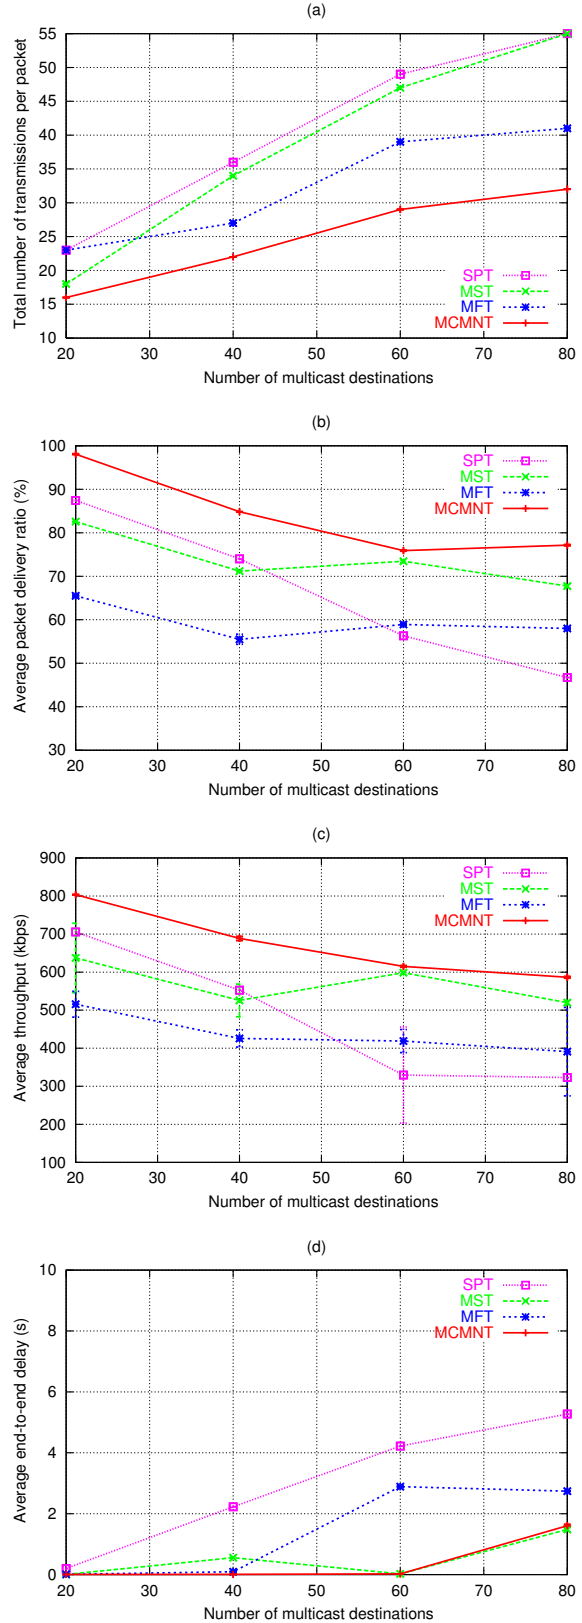 (a)
Total number of transmissions per packet
55
50
45
40
35
30
25
20
15
10
SPT
MST
MFT
MCMNT
20 30 40 50 60 70 80
Number of multicast destinations
(b)
Average packet delivery ratio (%)
100
90
80
70
60
50
40
30
SPT
MST
MFT
MCMNT
20 30 40 50 60 70 80
Number of multicast destinations
(c)
Average throughput (kbps)
900
800
700
600
500
400
300
200
100
SPT
MST
MFT
MCMNT
20 30 40 50 60 70 80
Number of multicast destinations
(d)
Average end-to-end delay (s)
10
8
6
4
2
0
SPT
MST
MFT
MCMNT
20 30 40 50 60 70 80
Number of multicast destinations